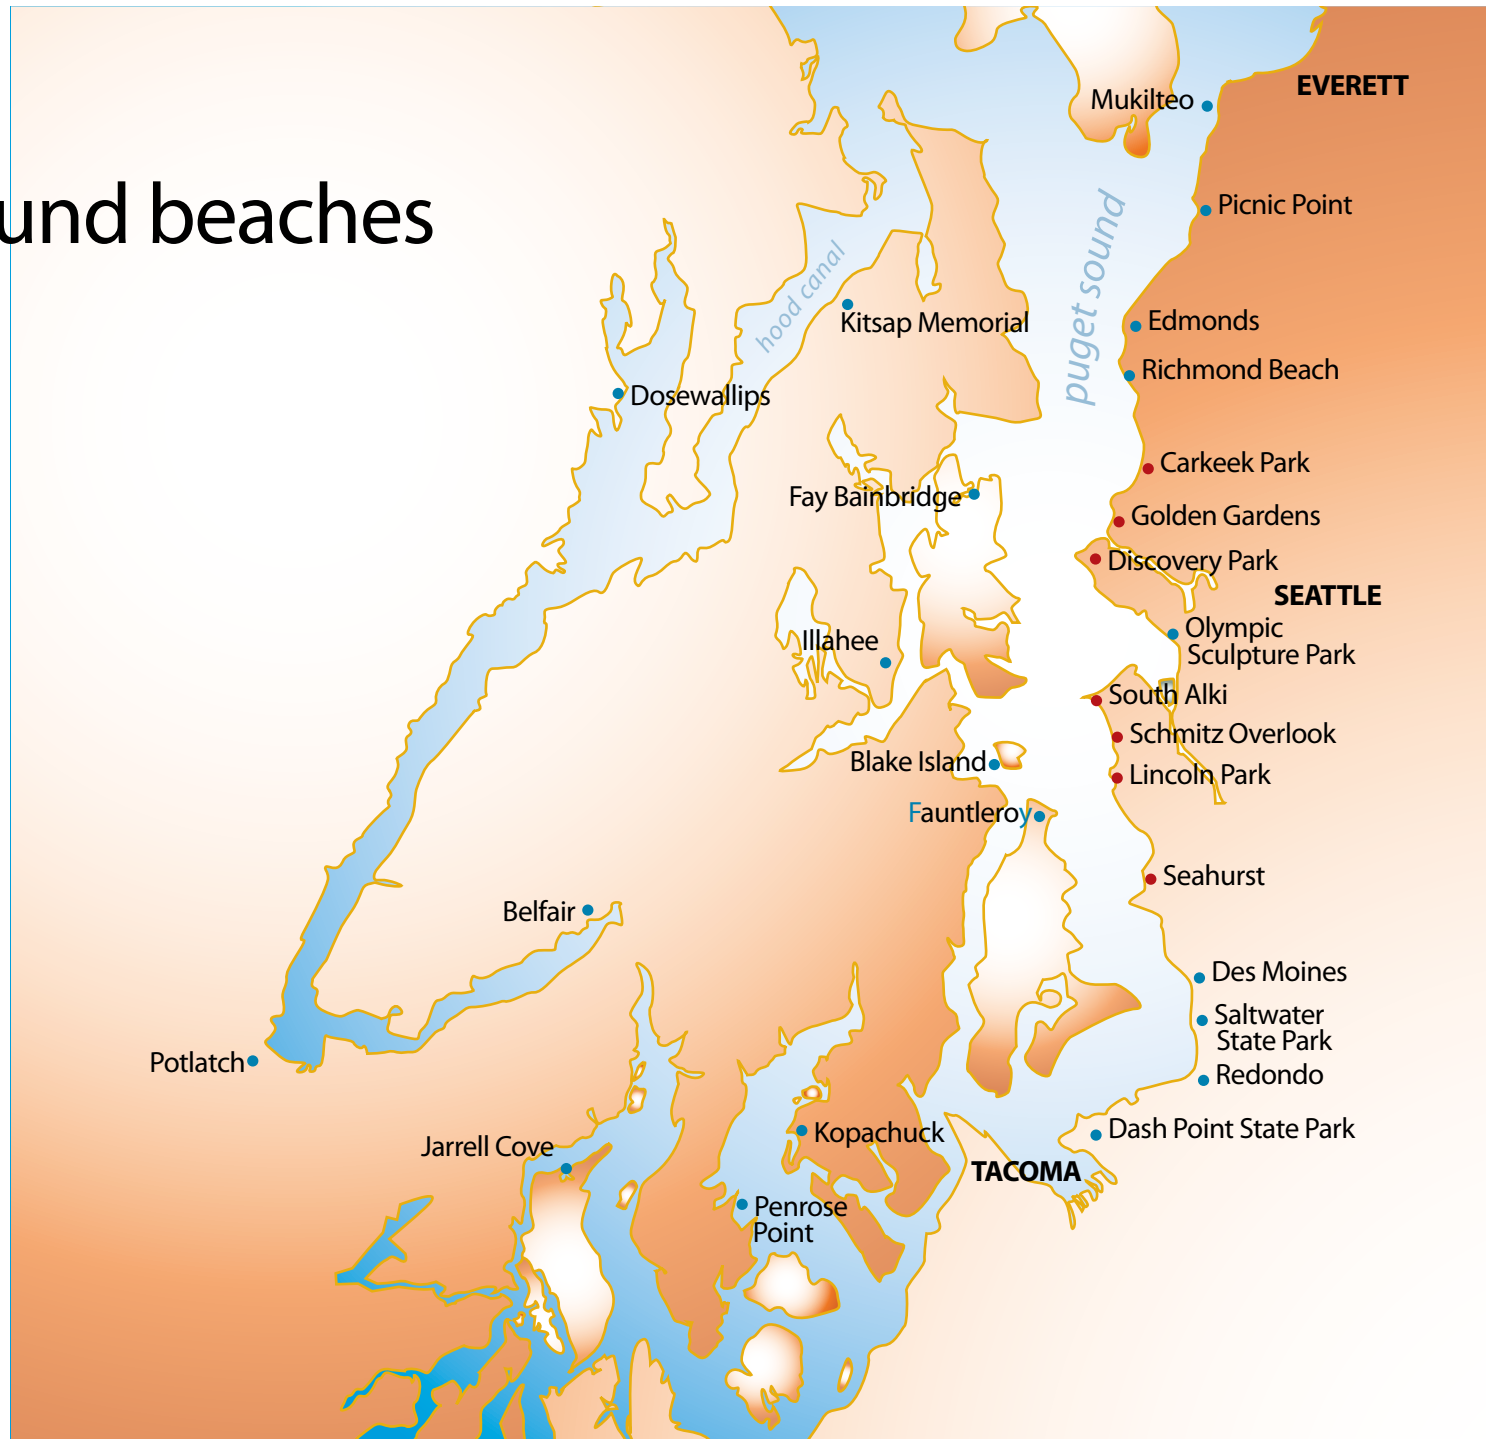 EVERETT
Mukilteo
und beaches
Picnic Point
puget sound
hood canal
Kitsap Memorial
Edmonds
Richmond Beach
Dosewallips
Carkeek Park
Fay Bainbridge
Golden Gardens
Discovery Park
SEATTLE
Olympic
Sculpture Park
Illahee
South Alki
Schmitz Overlook
Blake Island
Lincoln Park
Fauntleroy
Seahurst
Belfair
Des Moines
Saltwater
State Park
Potlatch
Redondo
Kopachuck
Dash Point State Park
Jarrell Cove
TACOMA
Penrose
Point